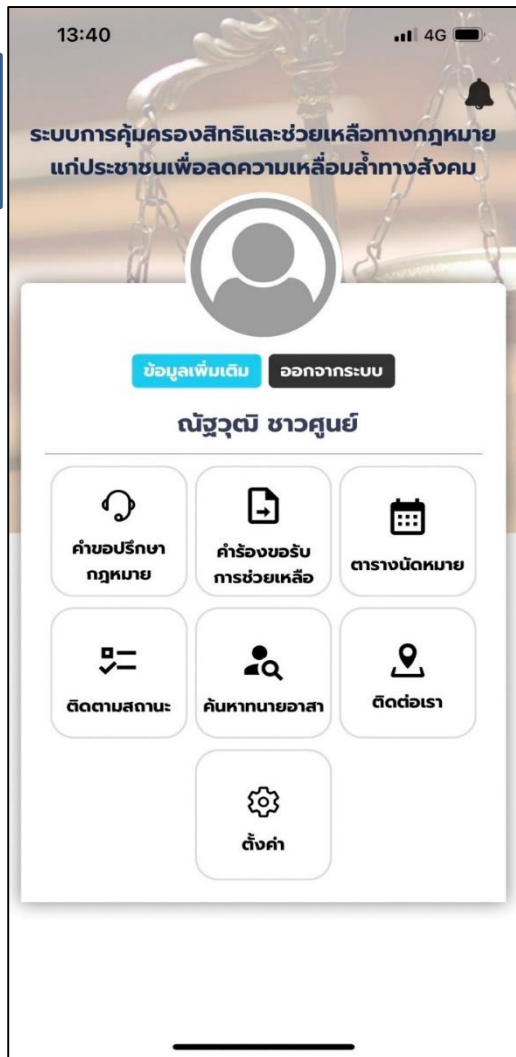 13:40
4G
ระบบการคุ้มครองสิทธิและช่วยเหลือทางกฎหมาย
แก่ประชาชนเพื่อลดความเหลื่อมล้ำทางสังคม
ข้อมูลเพิ่มเติม
ออกจากระบบ
ณัฐวุฒิ ชาวศูนย์
คำขอปรึกษา
กฎหมาย
คำร้องขอรับ
การช่วยเหลือ
ตารางนัดหมาย
ติดตามสถานะ
ค้นหาทนายอาสา
ติดต่อเรา
ตั้งค่า